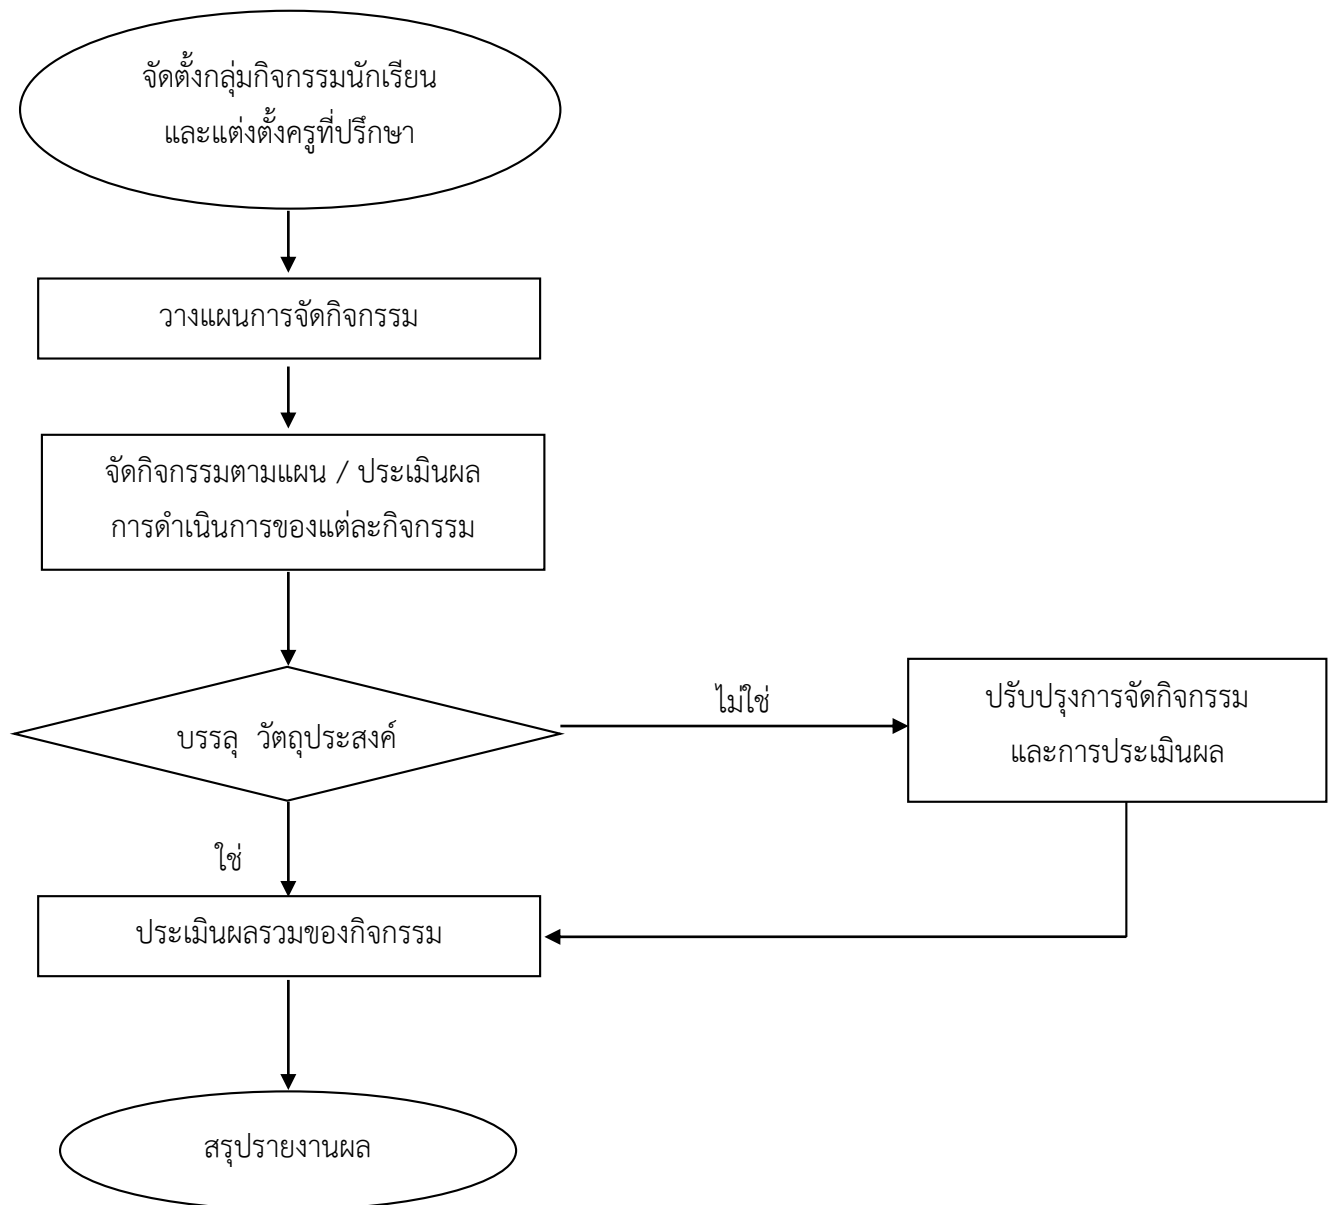 จัดตั้งกลุ่มกิจกรรมนักเรียน
และแต่งตั้งครูที่ปรึกษา
วางแผนการจัดกิจกรรม
จัดกิจกรรมตามแผน / ประเมินผล
การดำเนินการของแต่ละกิจกรรม
บรรลุ วัตถุประสงค์
ไม่ใช่
ปรับปรุงการจัดกิจกรรม
และการประเมินผล
ใช่
ประเมินผลรวมของกิจกรรม
สรุปรายงานผล